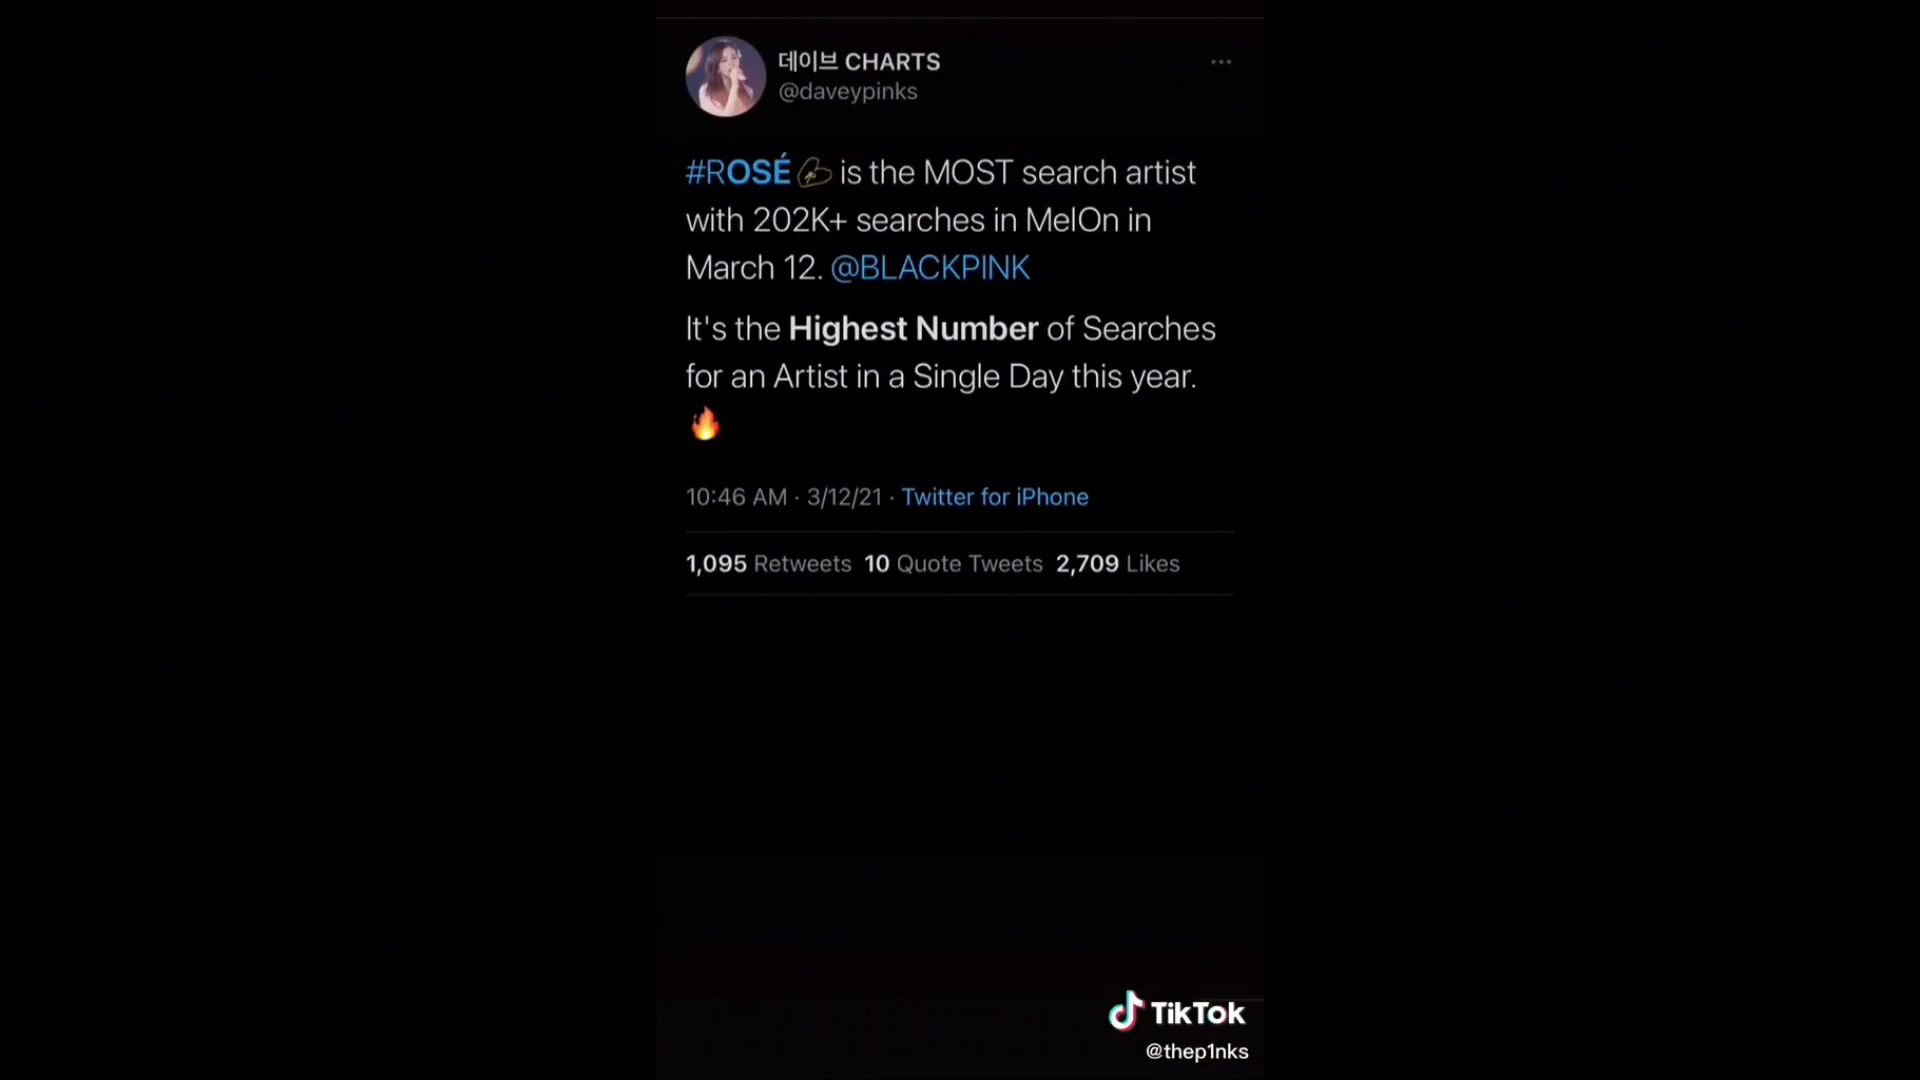 데이브 CHARTS
@daveypinks
#ROSÉ is the MOST search artist
with 202K+ searches in MelOn in
March 12. @BLACKPINK
It's the Highest Number of Searches
for an Artist in a Single Day this year.
🔥
10:46 AM · 3/12/21 · Twitter for iPhone
1,095 Retweets 10 Quote Tweets 2,709 Likes
TikTok
@thep1nks